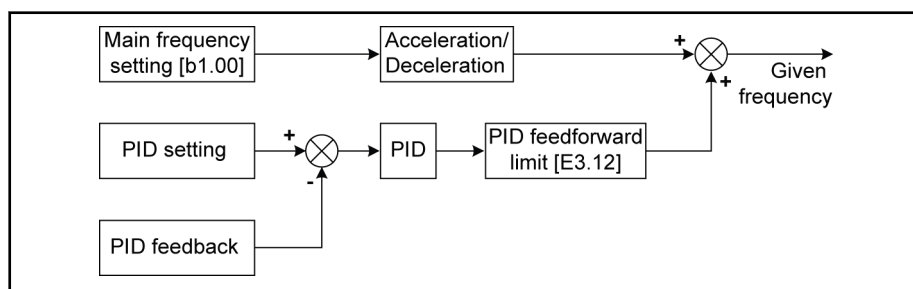 Main frequency
setting [b1.00]
Acceleration/
Deceleration
+
+
Given
frequency
PID setting
+
-
PID
PID feedforward
limit [E3.12]
PID feedback